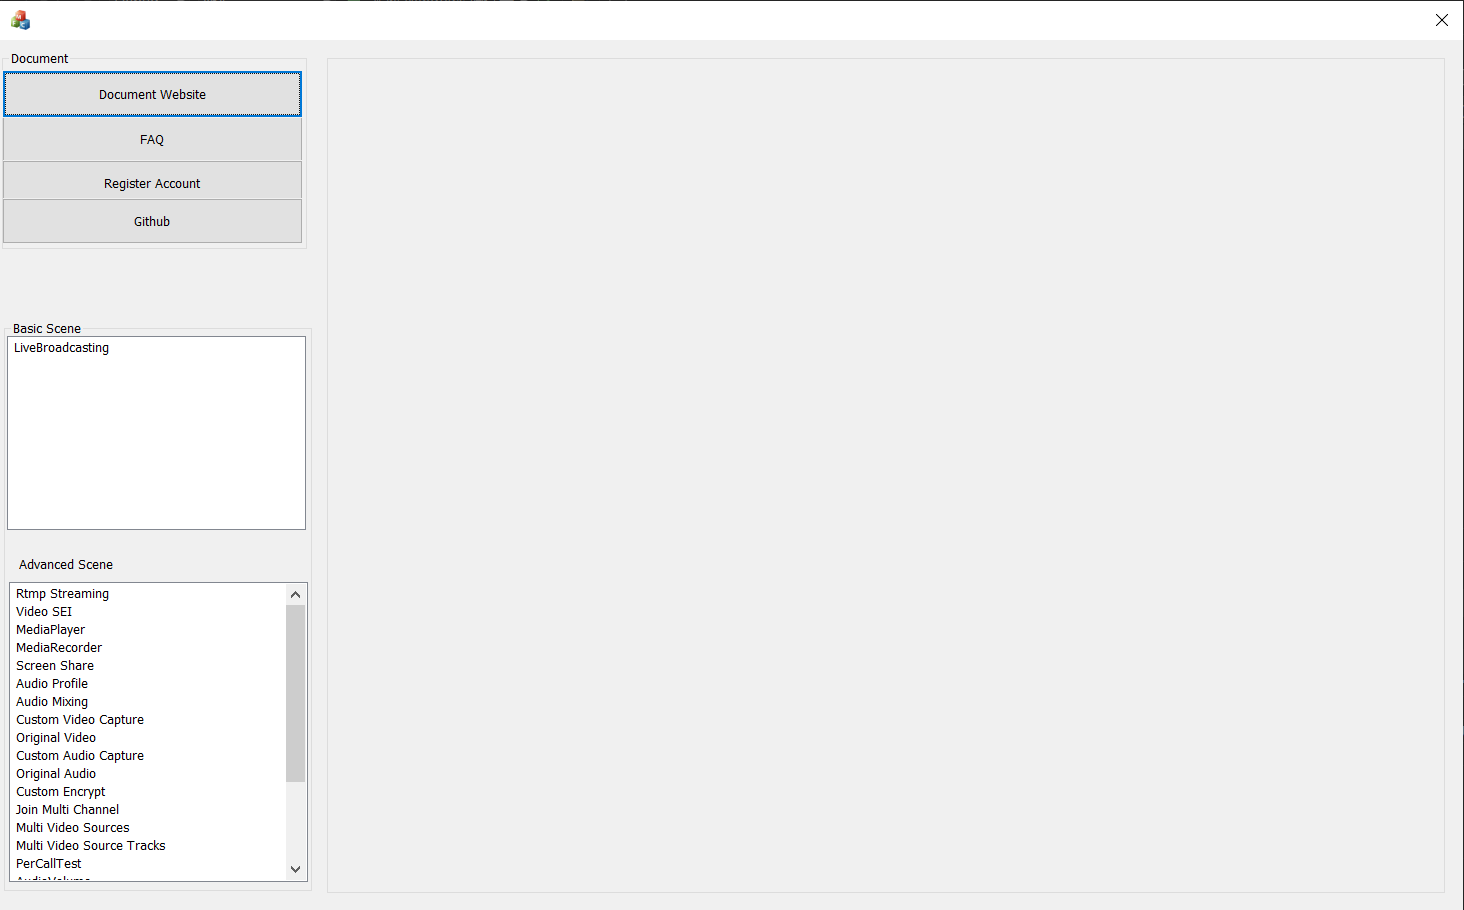 Document
Document Website
FAQ
Register Account
Github
Basic Scene
LiveBroadcasting
Advanced Scene
Rtmp Streaming
Video SEI
MediaPlayer
MediaRecorder
Screen Share
Audio Profile
Audio Mixing
Custom Video Capture
Original Video
Custom Audio Capture
Original Audio
Custom Encrypt
Join Multi Channel
Multi Video Sources
Multi Video Source Tracks
PerCallTest